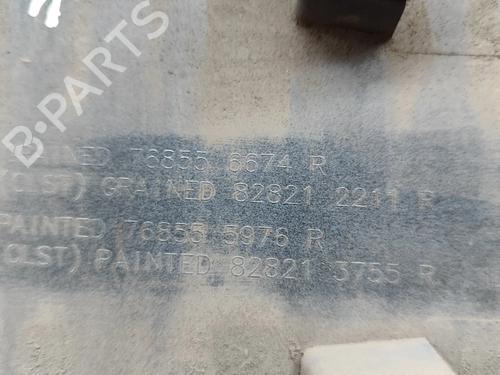 B-PARTS
NED 76855 6674 R
(CLST) GRAINED 82821 2211 R
PAINTED 76855 5976 R
(CLST) PAINTED 82821 3755 R